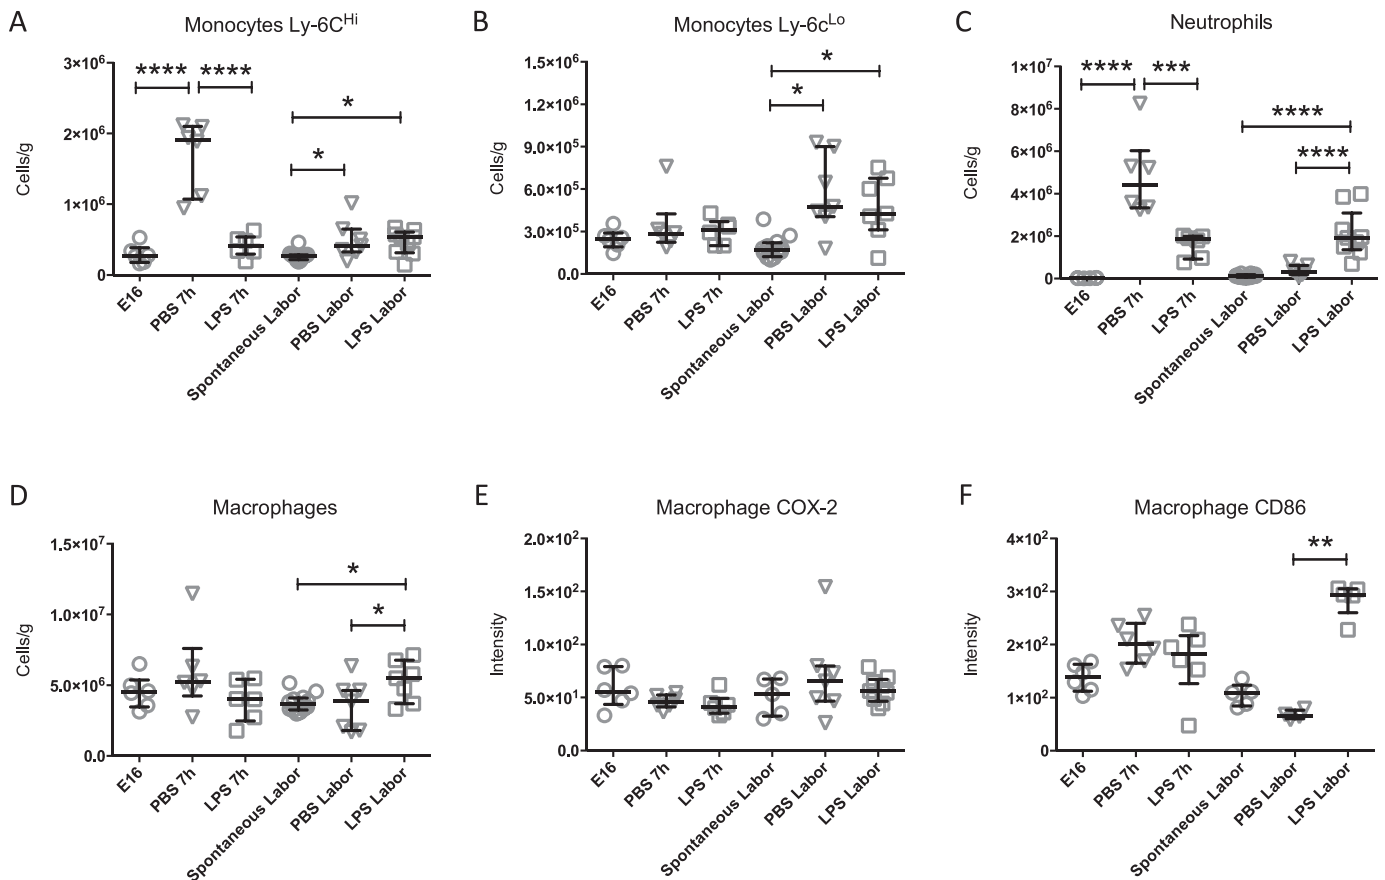 A
Monocytes Ly-6C^Hi
Cells/g
3×10^6
2×10^6
1×10^6
0
****
****
*
*
E16
PBS 7h
LPS 7h
Spontaneous Labor
PBS Labor
LPS Labor
B
Monocytes Ly-6c^Lo
Cells/g
1.5×10^6
1.2×10^6
9.0×10^5
6.0×10^5
3.0×10^5
0.0
*
*
E16
PBS 7h
LPS 7h
Spontaneous Labor
PBS Labor
LPS Labor
C
Neutrophils
Cells/g
1×10^7
8×10^6
6×10^6
4×10^6
2×10^6
0
****
***
****
****
E16
PBS 7h
LPS 7h
Spontaneous Labor
PBS Labor
LPS Labor
D
Macrophages
Cells/g
1.5×10^7
1.0×10^7
5.0×10^6
0.0
*
*
E16
PBS 7h
LPS 7h
Spontaneous Labor
PBS Labor
LPS Labor
E
Macrophage COX-2
Intensity
2.0×10^2
1.5×10^2
1.0×10^2
5.0×10^1
0.0
E16
PBS 7h
LPS 7h
Spontaneous Labor
PBS Labor
LPS Labor
F
Macrophage CD86
Intensity
4×10^2
3×10^2
2×10^2
1×10^2
0
**
E16
PBS 7h
LPS 7h
Spontaneous Labor
PBS Labor
LPS Labor